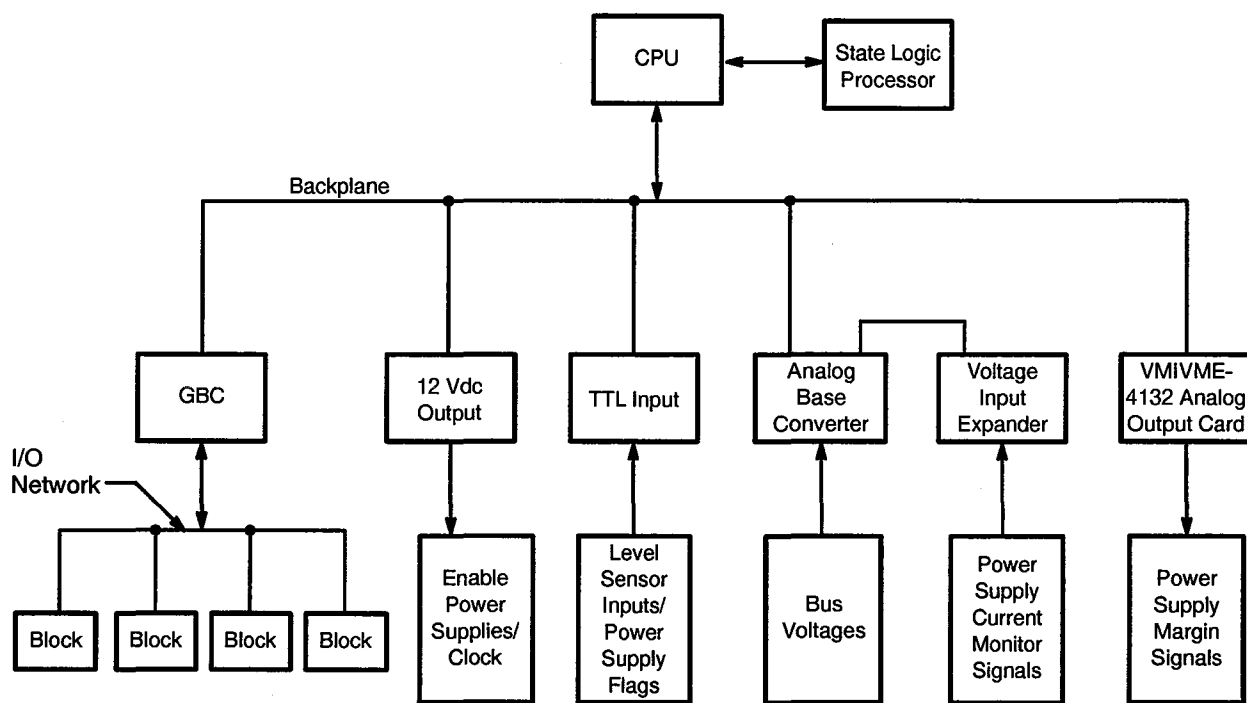 CPU
State Logic
Processor
Backplane
GBC
12 Vdc
Output
TTL Input
Analog
Base
Converter
Voltage
Input
Expander
VMIVME-
4132 Analog
Output Card
I/O
Network
Block
Block
Block
Block
Enable
Power
Supplies/
Clock
Level
Sensor
Inputs/
Power
Supply
Flags
Bus
Voltages
Power
Supply
Current
Monitor
Signals
Power
Supply
Margin
Signals